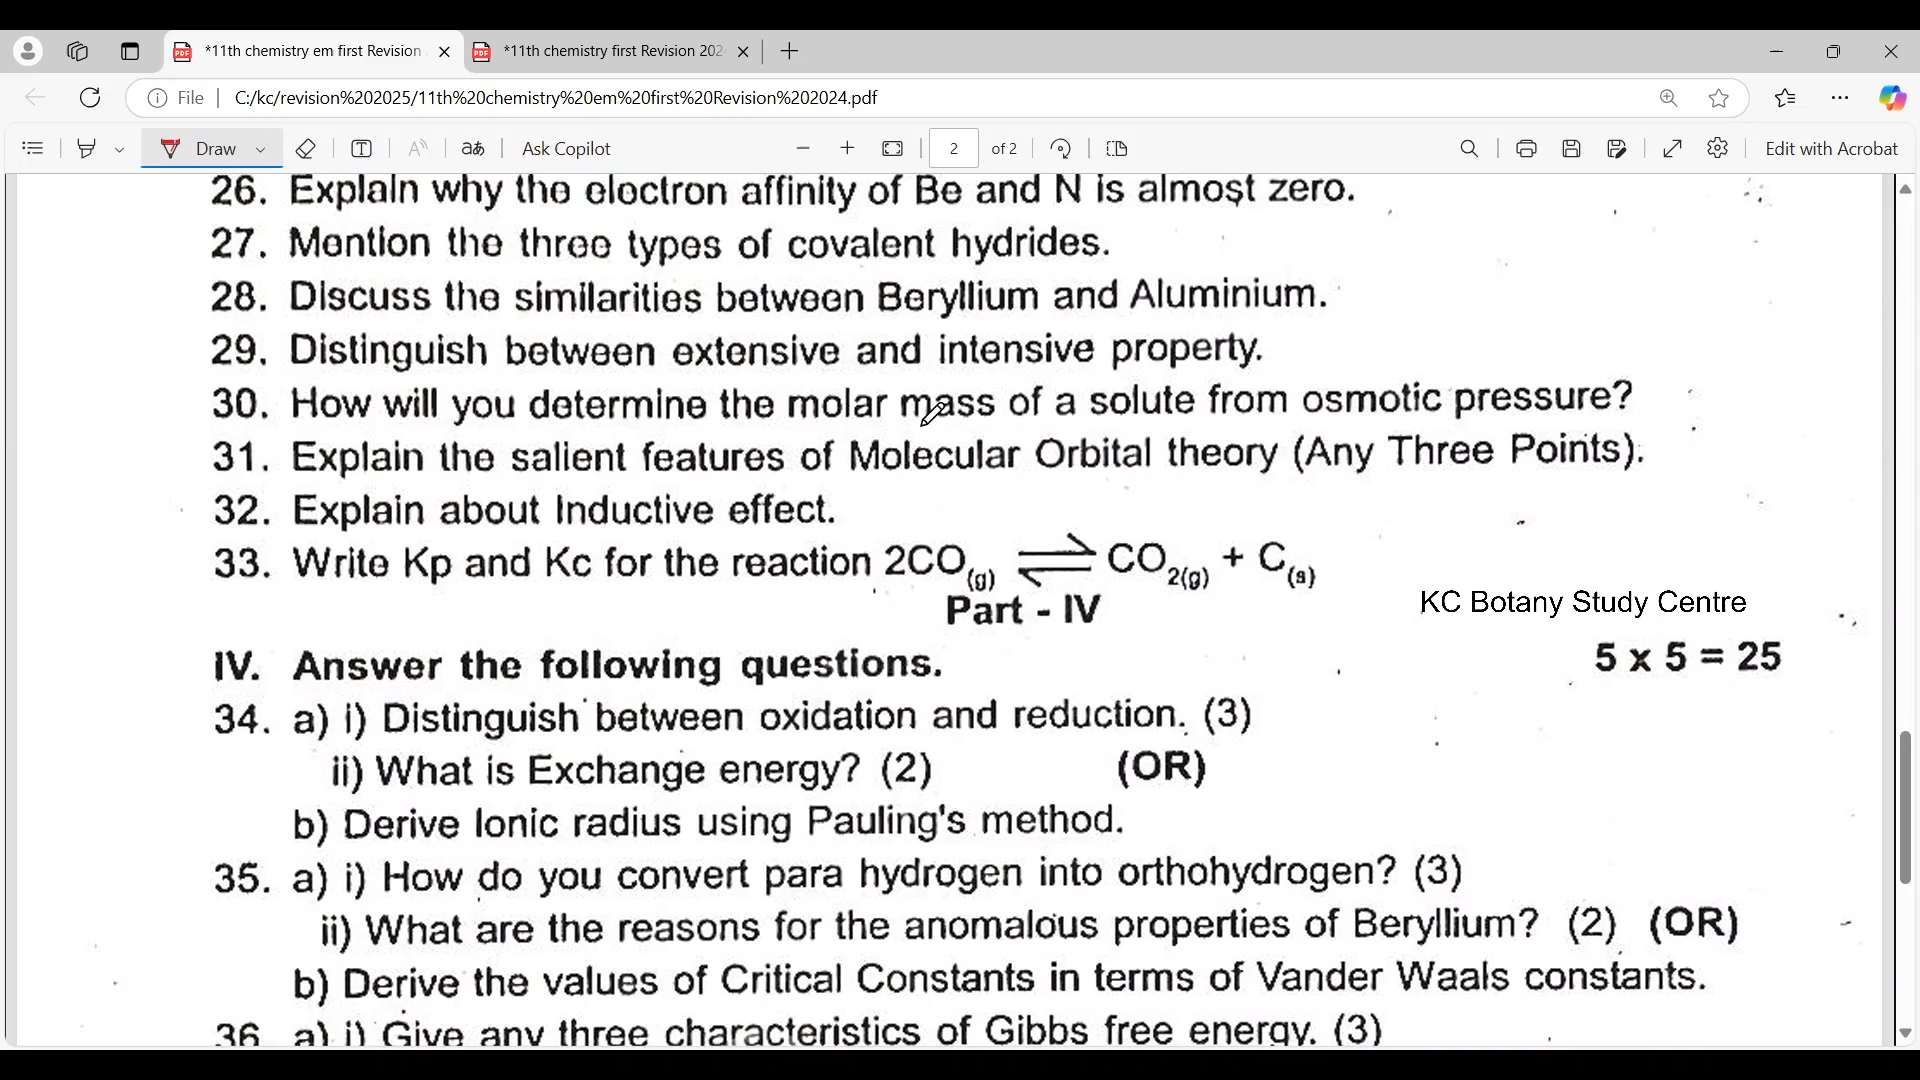 *11th chemistry em first Revision
*11th chemistry first Revision 202
File
C:/kc/revision%202025/11th%20chemistry%20em%20first%20Revision%202024.pdf
Draw
Ask Copilot
2 of 2
Edit with Acrobat
26. Explain why the electron affinity of Be and N is almost zero.
27. Mention the three types of covalent hydrides.
28. Discuss the similarities between Beryllium and Aluminium.
29. Distinguish between extensive and intensive property.
30. How will you determine the molar mass of a solute from osmotic pressure?
31. Explain the salient features of Molecular Orbital theory (Any Three Points).
32. Explain about Inductive effect.
33. Write Kp and Kc for the reaction 2CO(g) ⇌ CO2(g) + C(s)
Part - IV
KC Botany Study Centre
IV. Answer the following questions. 5 x 5 = 25
34. a) i) Distinguish between oxidation and reduction. (3)
ii) What is Exchange energy? (2) (OR)
b) Derive Ionic radius using Pauling's method.
35. a) i) How do you convert para hydrogen into orthohydrogen? (3)
ii) What are the reasons for the anomalous properties of Beryllium? (2) (OR)
b) Derive the values of Critical Constants in terms of Vander Waals constants.
36 a) i) Give any three characteristics of Gibbs free energy. (3)